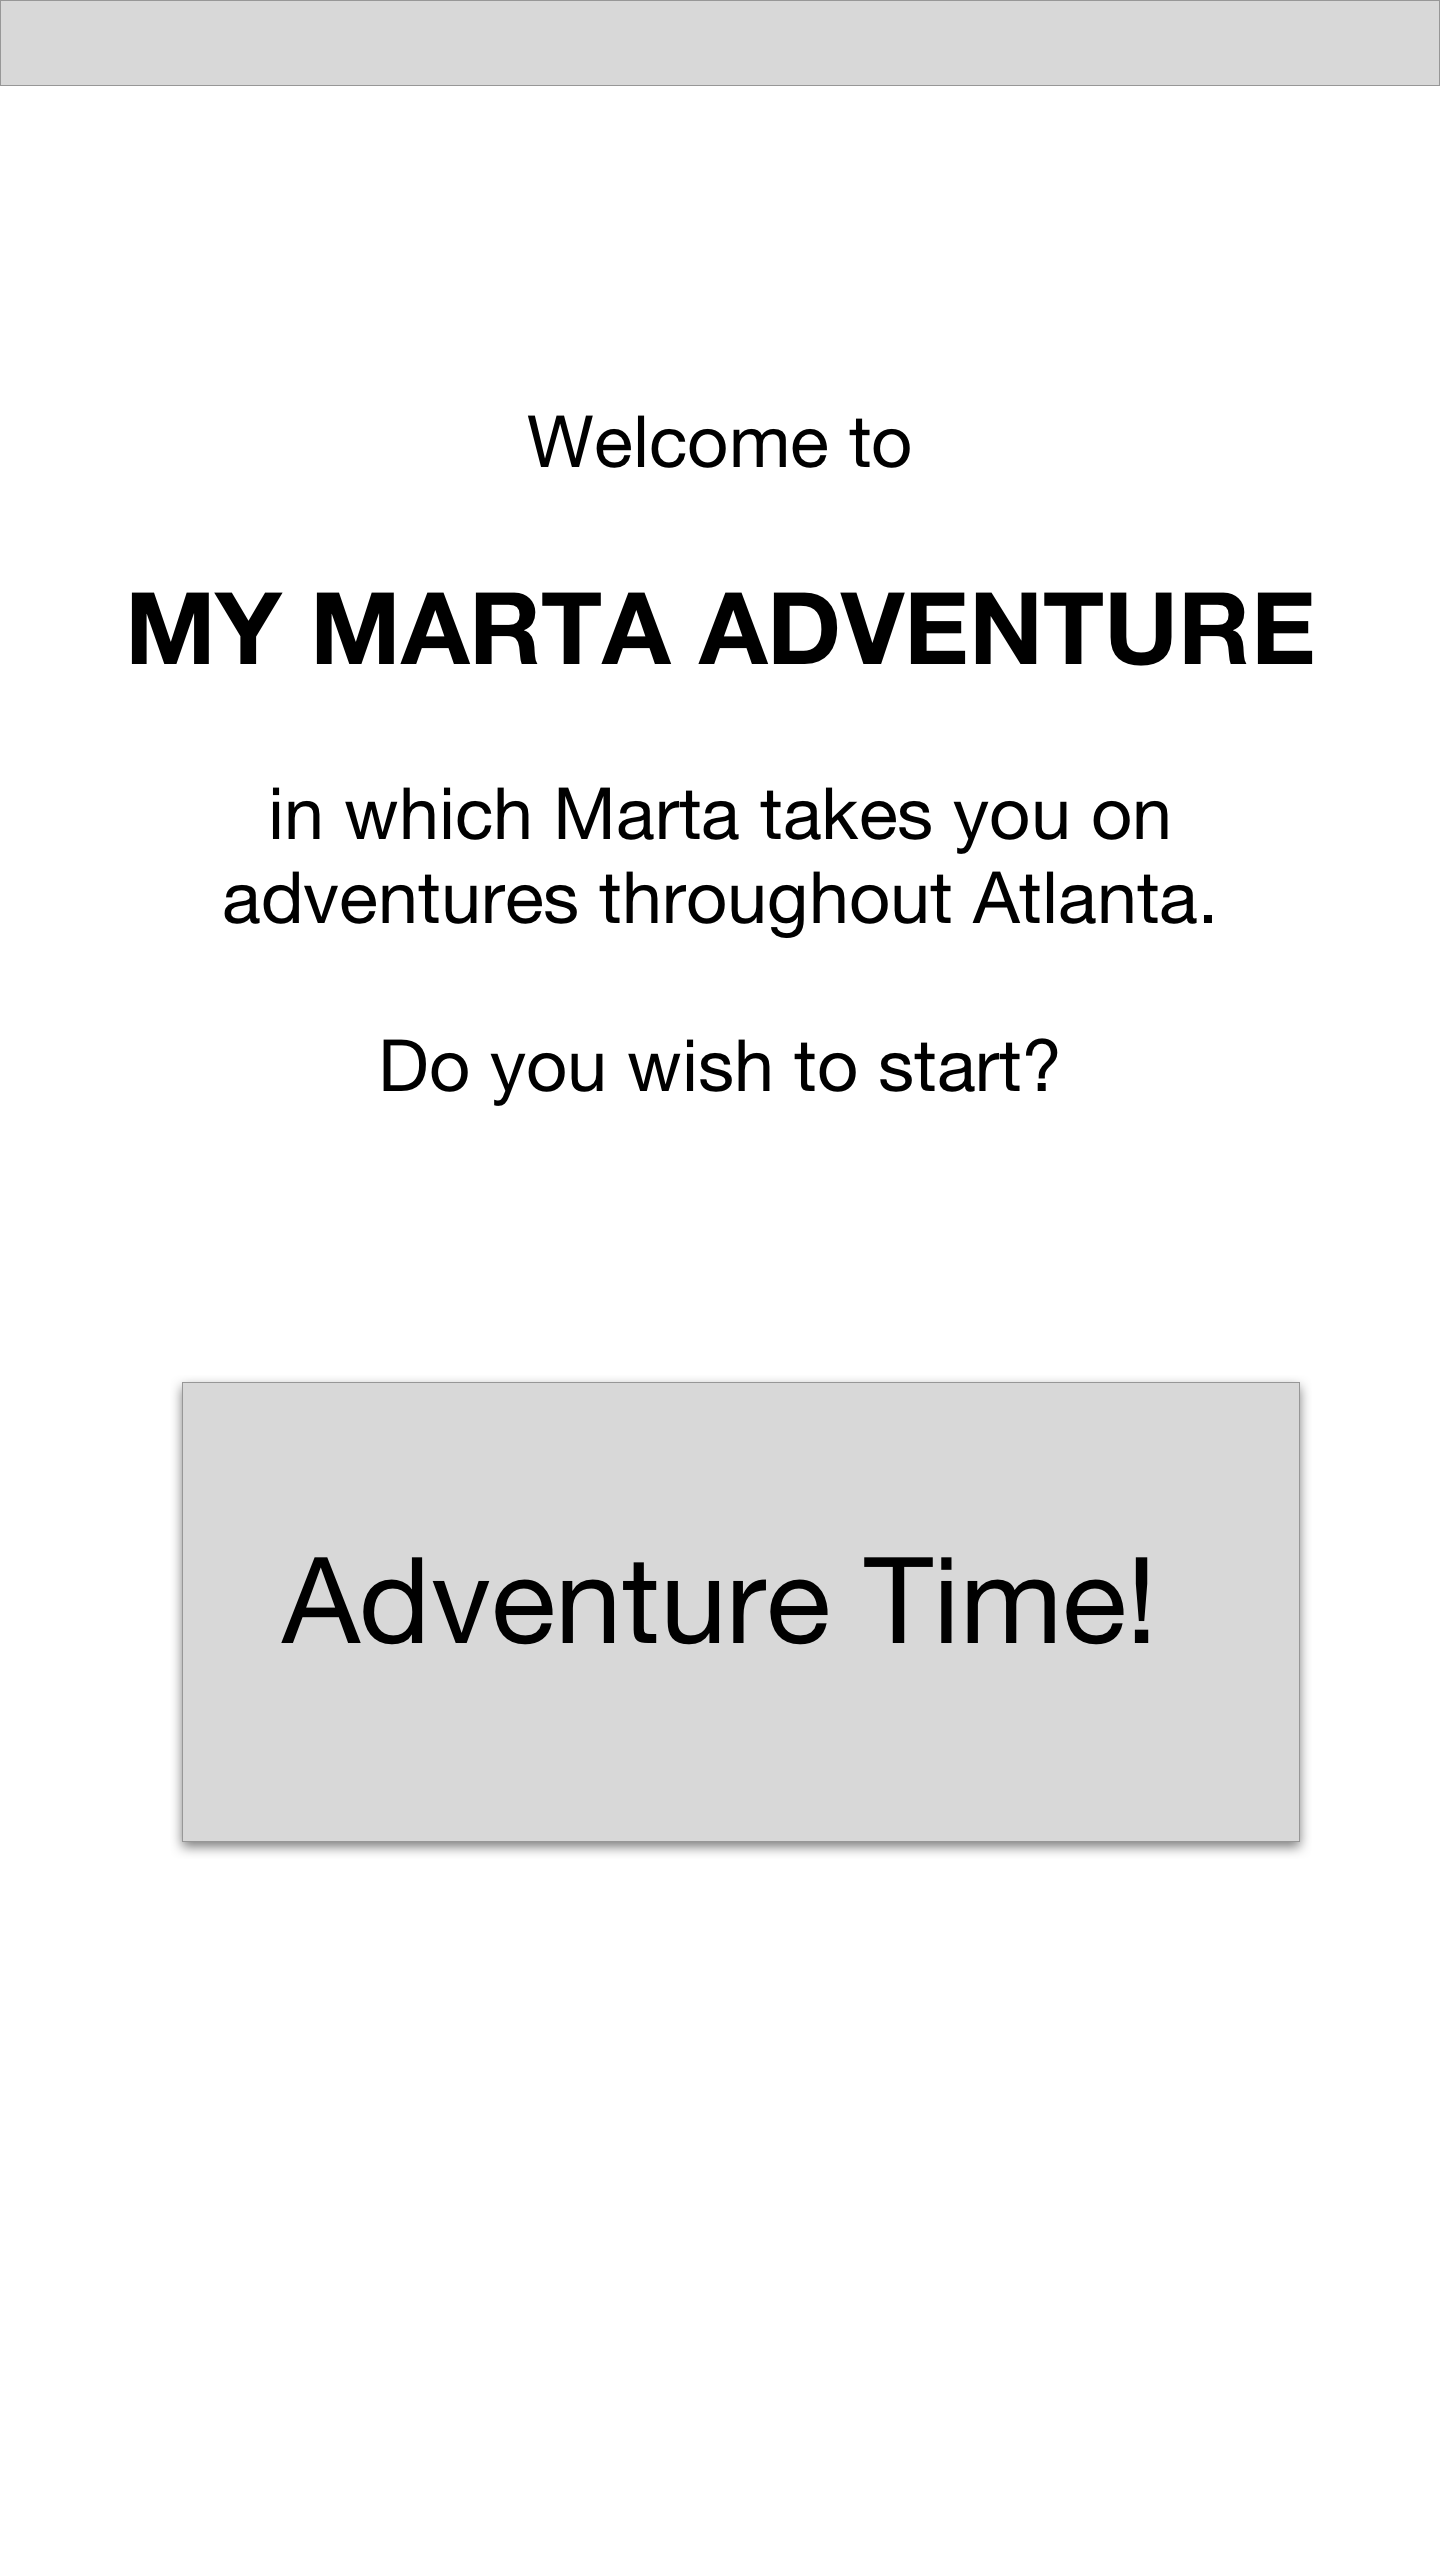 Welcome to
MY MARTA ADVENTURE
in which Marta takes you on
adventures throughout Atlanta.
Do you wish to start?
Adventure Time!